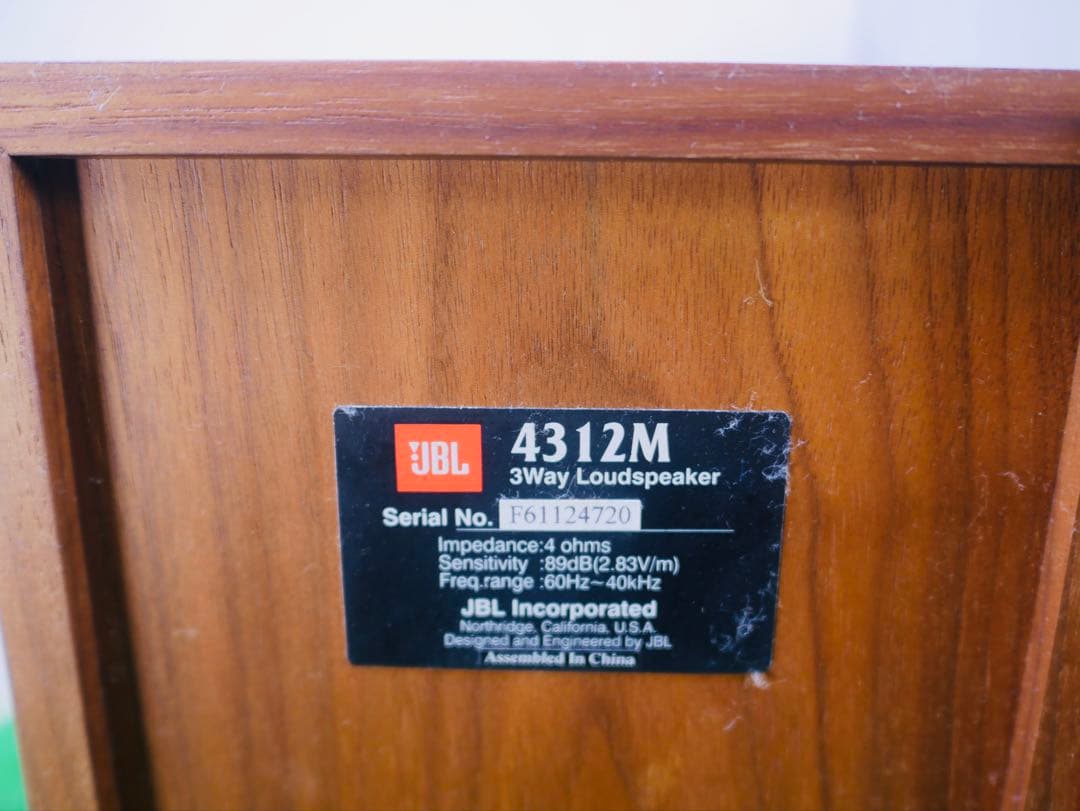 JBL
4312M
3Way Loudspeaker
Serial No. F61124720
Impedance:4 ohms
Sensitivity :89dB(2.83V/m)
Freq.range :60Hz~40kHz
JBL Incorporated
Northridge, California, U.S.A.
Designed and Engineered by JBL
Assembled In China